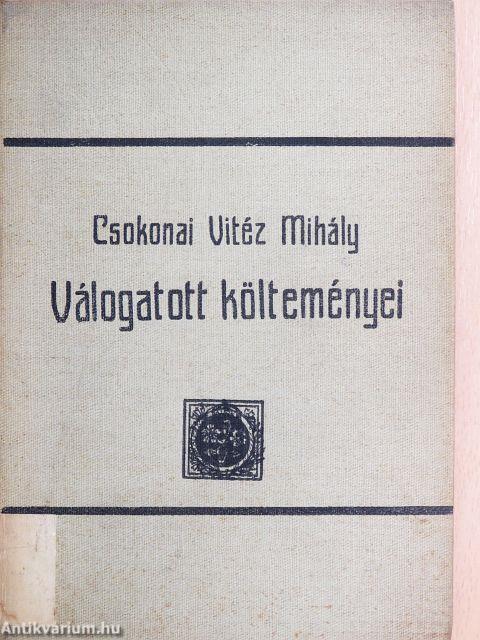 Csokonai Vitéz Mihály
Válogatott költeményei
Antikvarium.hu